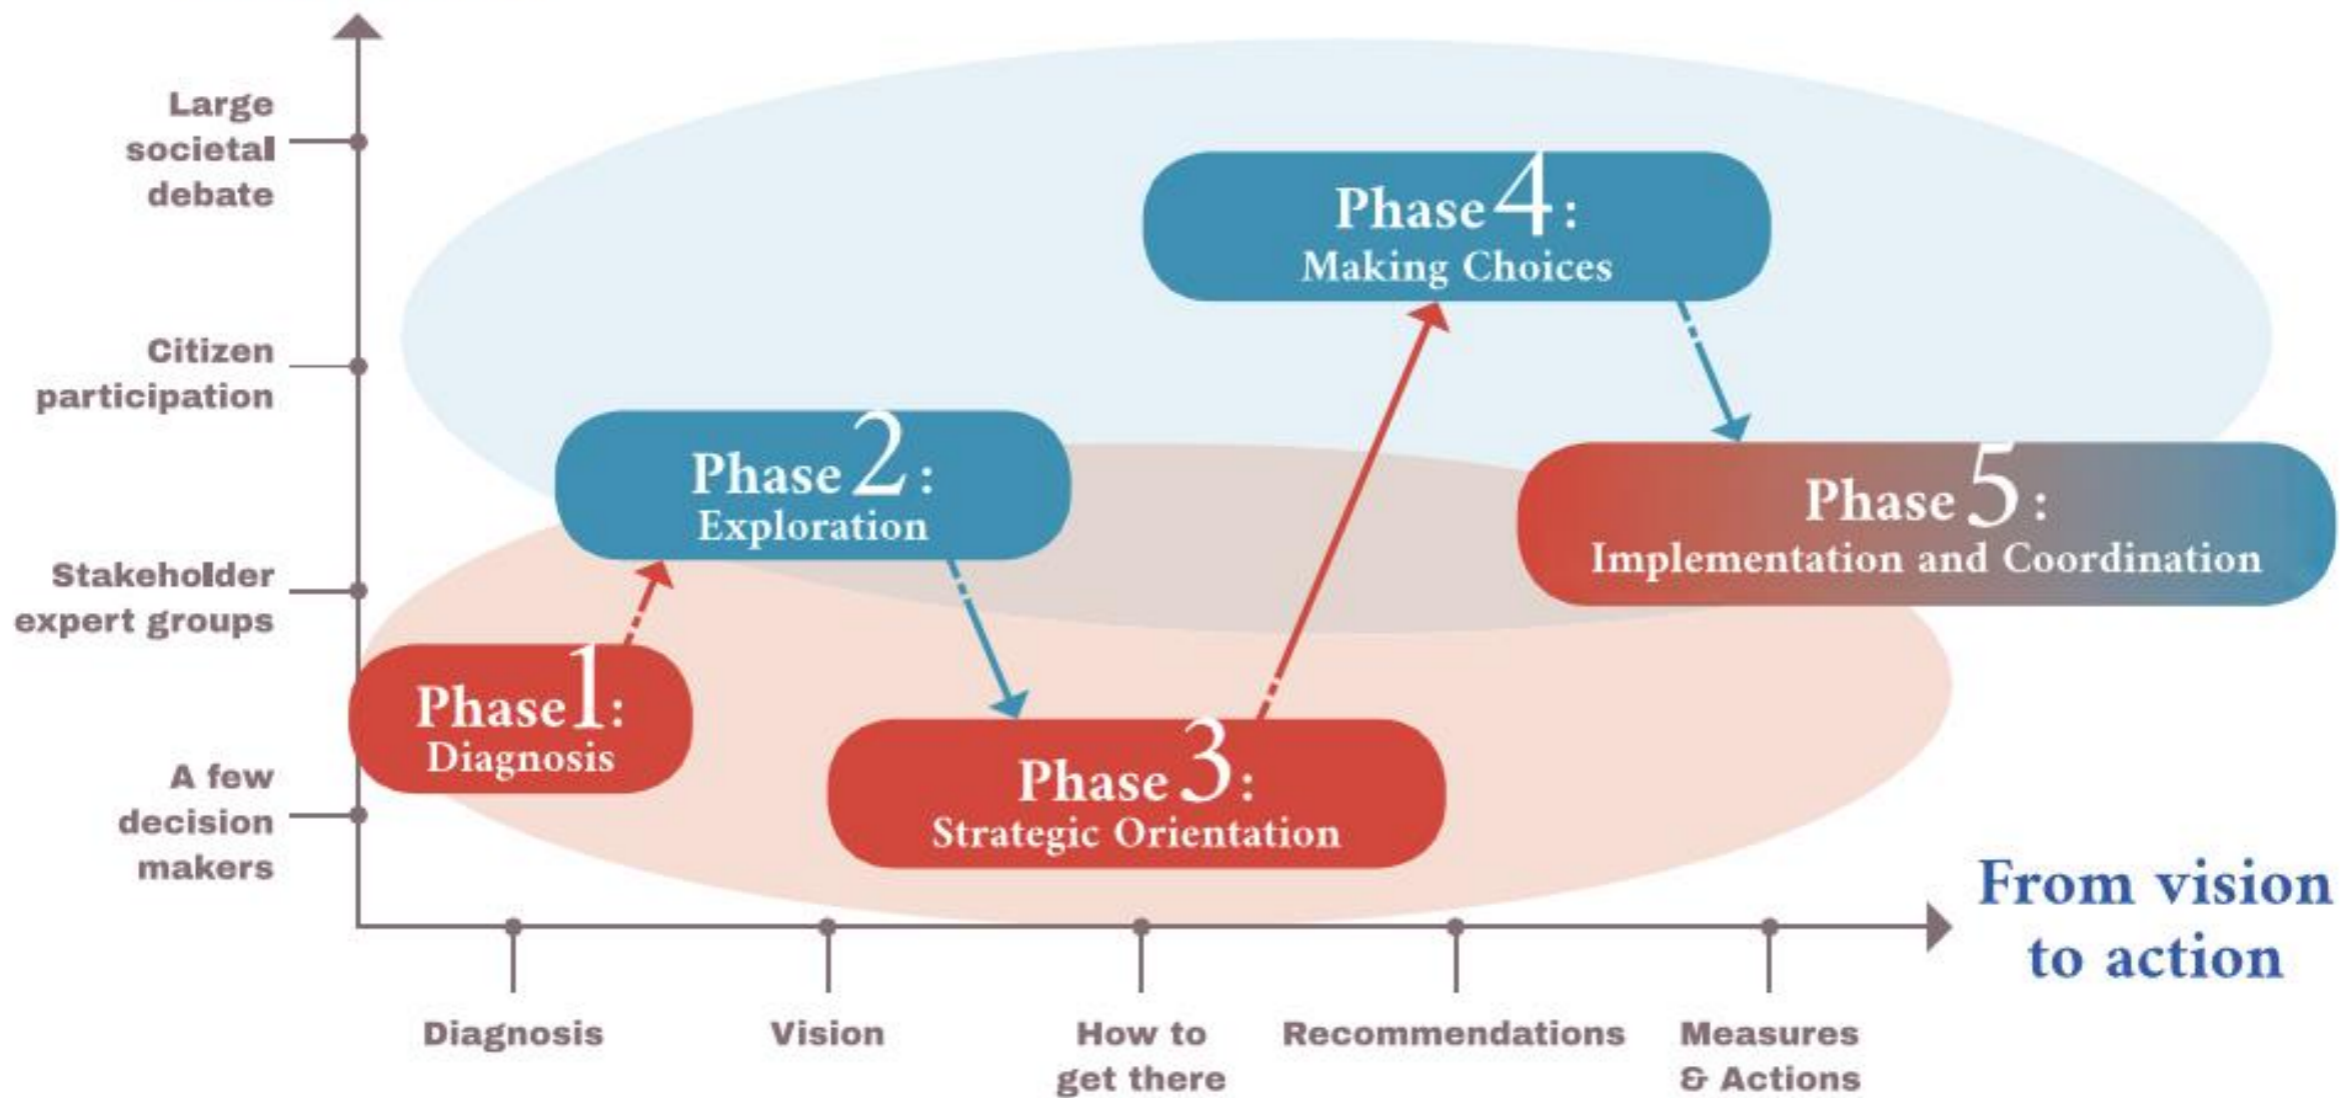 Large
societal
debate
Citizen
participation
Stakeholder
expert groups
A few
decision
makers
Phase 4:
Making Choices
Phase 2:
Exploration
Phase 5:
Implementation and Coordination
Phase 1:
Diagnosis
Phase 3:
Strategic Orientation
From vision
to action
Diagnosis
Vision
How to
get there
Recommendations
Measures
& Actions